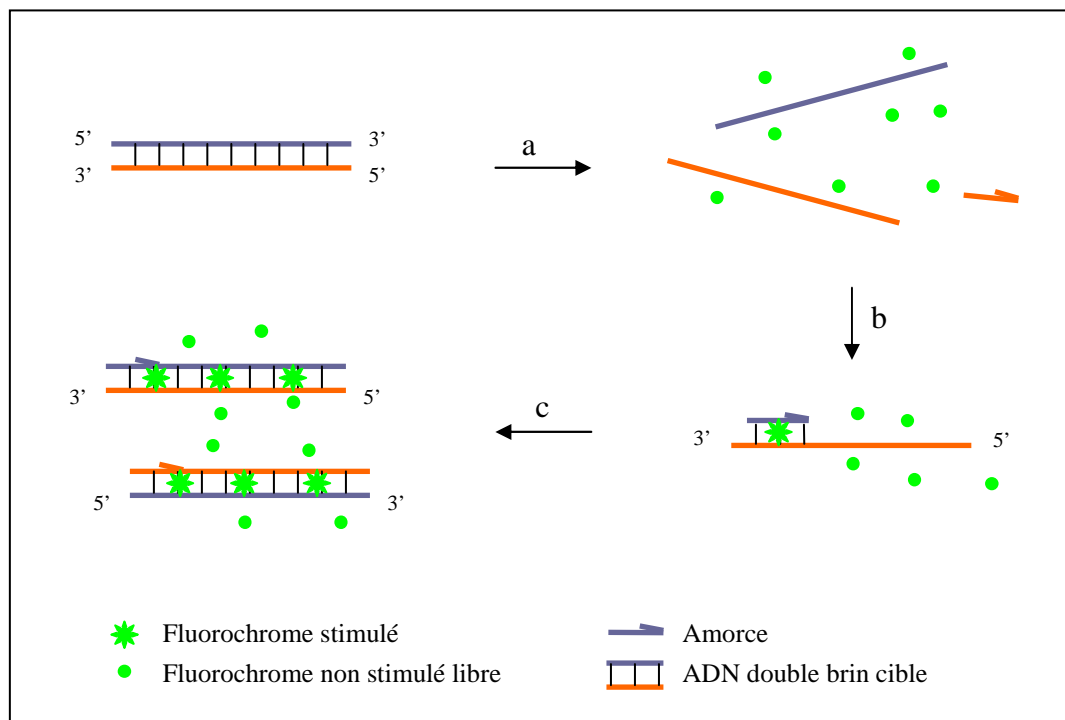 5’ 3’
3’ 5’
a
b
3’ 5’
c
3’ 5’
5’ 3’
Fluorochrome stimulé
Amorce
Fluorochrome non stimulé libre
ADN double brin cible